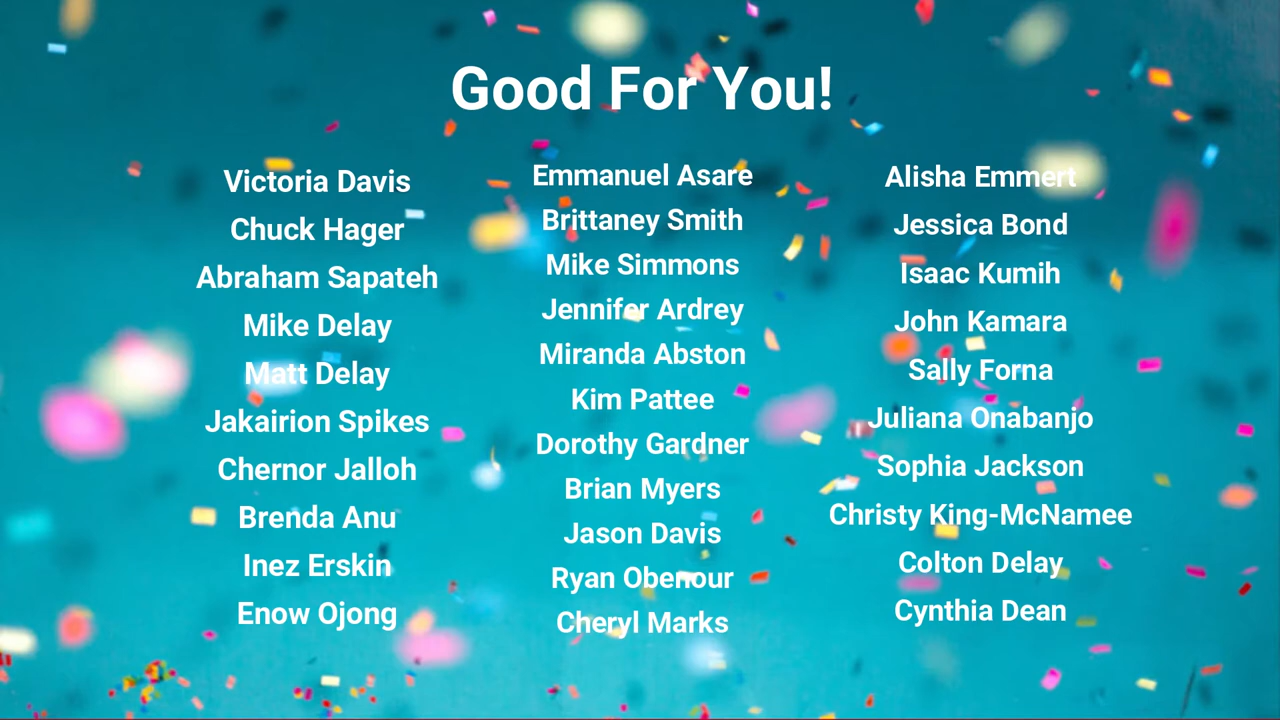 Good For You!
Victoria Davis
Chuck Hager
Abraham Sapateh
Mike Delay
Matt Delay
Jakairion Spikes
Chernor Jalloh
Brenda Anu
Inez Erskin
Enow Ojong
Emmanuel Asare
Brittaney Smith
Mike Simmons
Jennifer Ardrey
Miranda Abston
Kim Pattee
Dorothy Gardner
Brian Myers
Jason Davis
Ryan Obenour
Cheryl Marks
Alisha Emmert
Jessica Bond
Isaac Kumih
John Kamara
Sally Forna
Juliana Onabanjo
Sophia Jackson
Christy King-McNamee
Colton Delay
Cynthia Dean